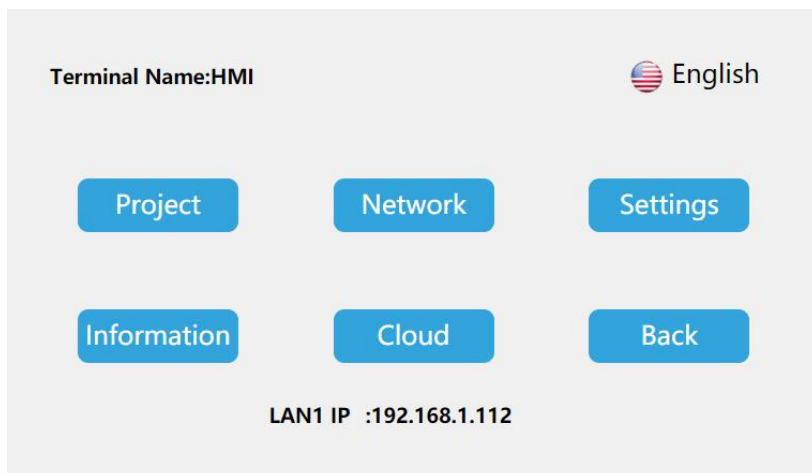 Terminal Name:HMI
English
Project
Network
Settings
Information
Cloud
Back
LAN1 IP :192.168.1.112